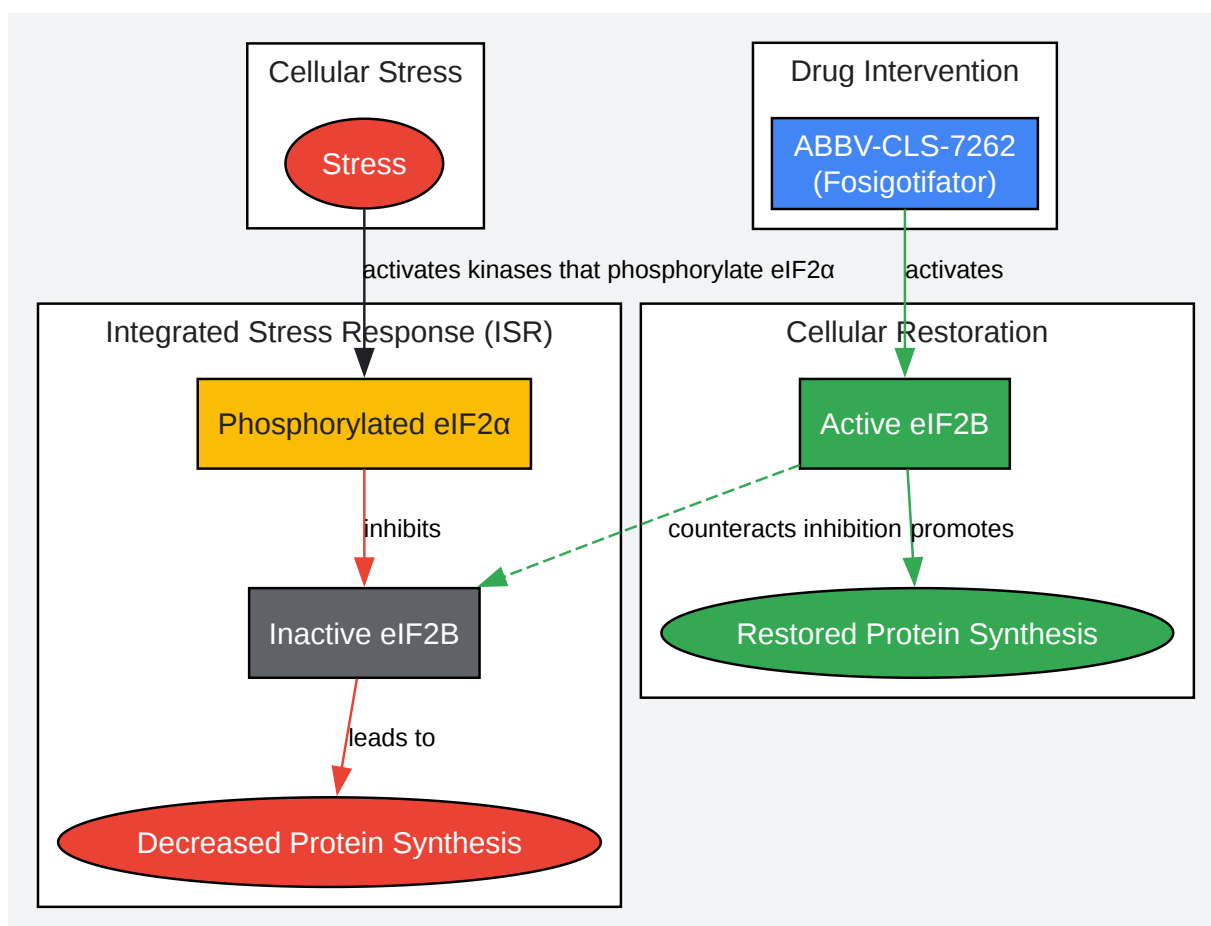 Cellular Stress
Drug Intervention
Stress
ABBV-CLS-7262
(Fosigotifator)
activates kinases that phosphorylate eIF2α
activates
Integrated Stress Response (ISR)
Cellular Restoration
Phosphorylated eIF2α
Active eIF2B
inhibits
counteracts inhibition
promotes
Inactive eIF2B
Restored Protein Synthesis
leads to
Decreased Protein Synthesis